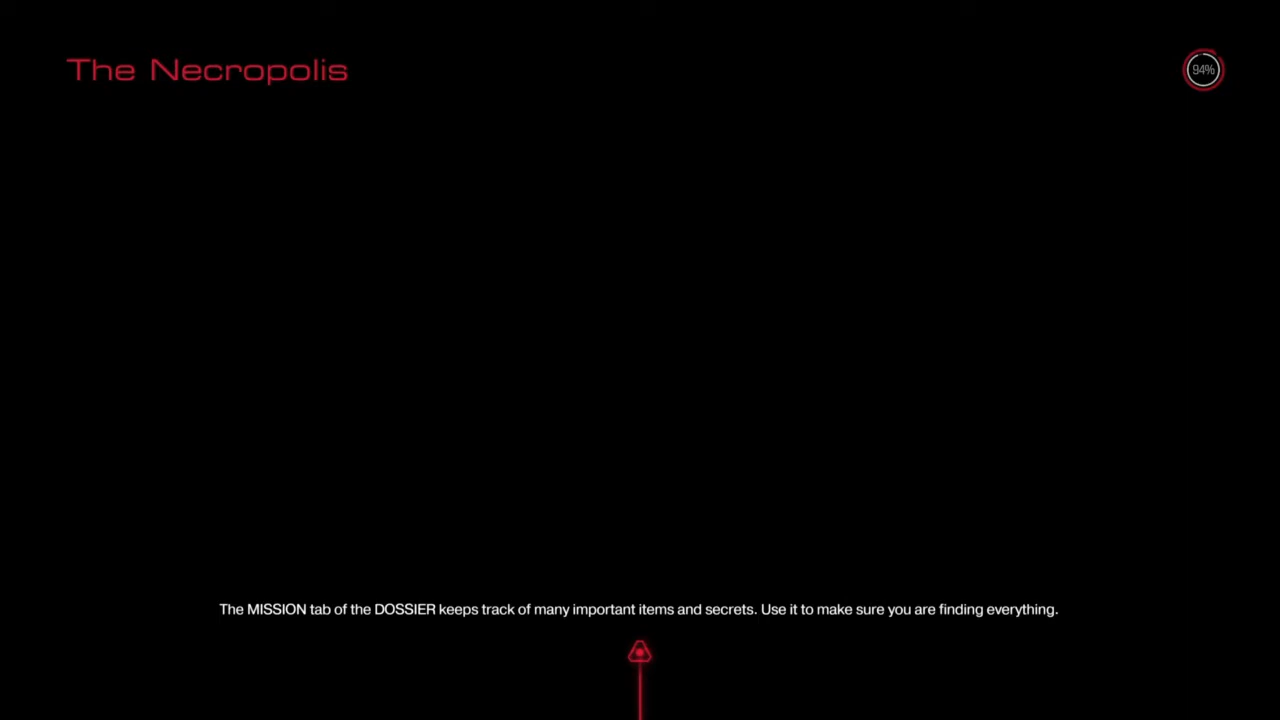 The Necropolis
94%
The MISSION tab of the DOSSIER keeps track of many important items and secrets. Use it to make sure you are finding everything.